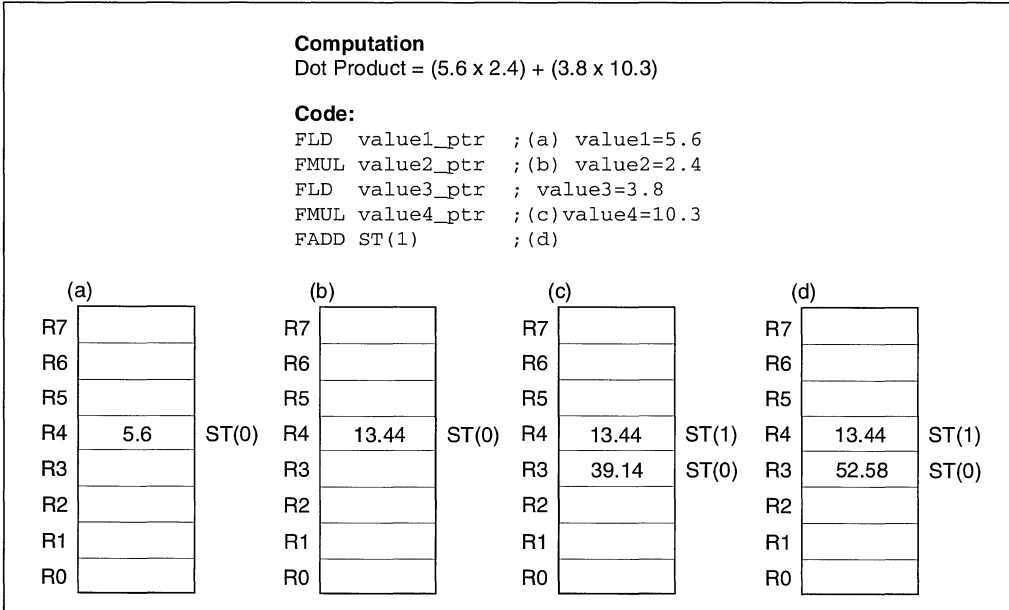 Computation
Dot Product = (5.6 x 2.4) + (3.8 x 10.3)
Code:
FLD value1_ptr ;(a) value1=5.6
FMUL value2_ptr ;(b) value2=2.4
FLD value3_ptr ; value3=3.8
FMUL value4_ptr ;(c)value4=10.3
FADD ST(1) ;(d)
(a) (b) (c) (d)
R7 R7 R7 R7
R6 R6 R6 R6
R5 R5 R5 R5
R4 5.6 ST(0) R4 13.44 ST(0) R4 13.44 ST(1) R4 13.44 ST(1)
R3 R3 R3 39.14 ST(0) R3 52.58 ST(0)
R2 R2 R2 R2
R1 R1 R1 R1
R0 R0 R0 R0